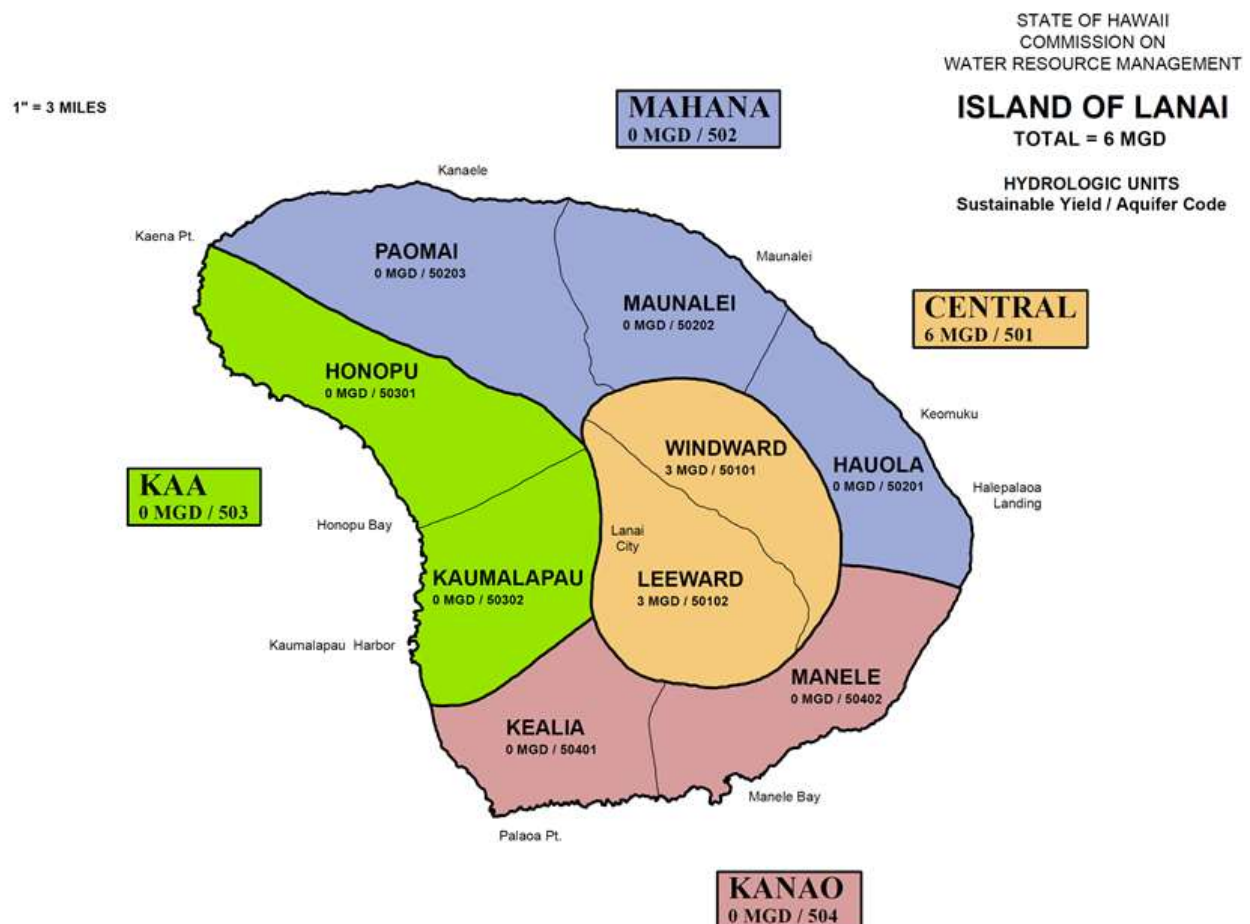 STATE OF HAWAII
COMMISSION ON
WATER RESOURCE MANAGEMENT
ISLAND OF LANAI
TOTAL = 6 MGD
HYDROLOGIC UNITS
Sustainable Yield / Aquifer Code
1" = 3 MILES
MAHANA
0 MGD / 502
Kanaele
Kaena Pt.
PAOMAI
0 MGD / 50203
Maunalei
MAUNALEI
0 MGD / 50202
CENTRAL
6 MGD / 501
HONOPU
0 MGD / 50301
Keomuku
WINDWARD
3 MGD / 50101
HAUOLA
0 MGD / 50201
KAA
0 MGD / 503
Halepalaoa
Landing
Honopu Bay
Lanai
City
KAUMALAPAU
0 MGD / 50302
LEEWARD
3 MGD / 50102
Kaumalapau Harbor
MANELE
0 MGD / 50402
KEALIA
0 MGD / 50401
Manele Bay
Palaoa Pt.
KANAO
0 MGD / 504